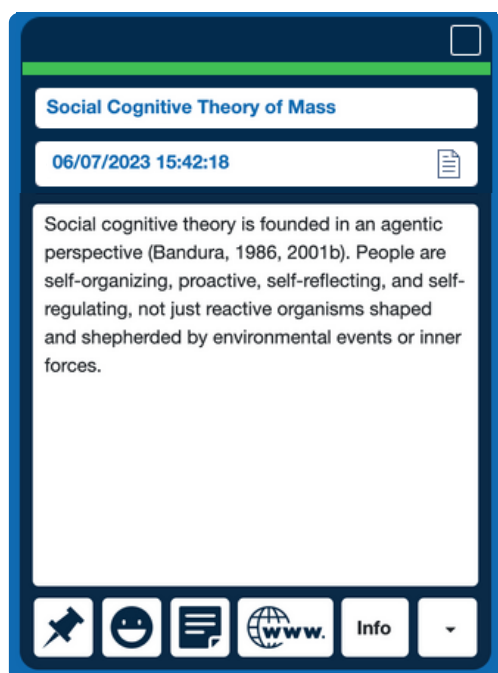 Social Cognitive Theory of Mass
06/07/2023 15:42:18
Social cognitive theory is founded in an agentic
perspective (Bandura, 1986, 2001b). People are
self-organizing, proactive, self-reflecting, and self-
regulating, not just reactive organisms shaped
and shepherded by environmental events or inner
forces.
www.
Info